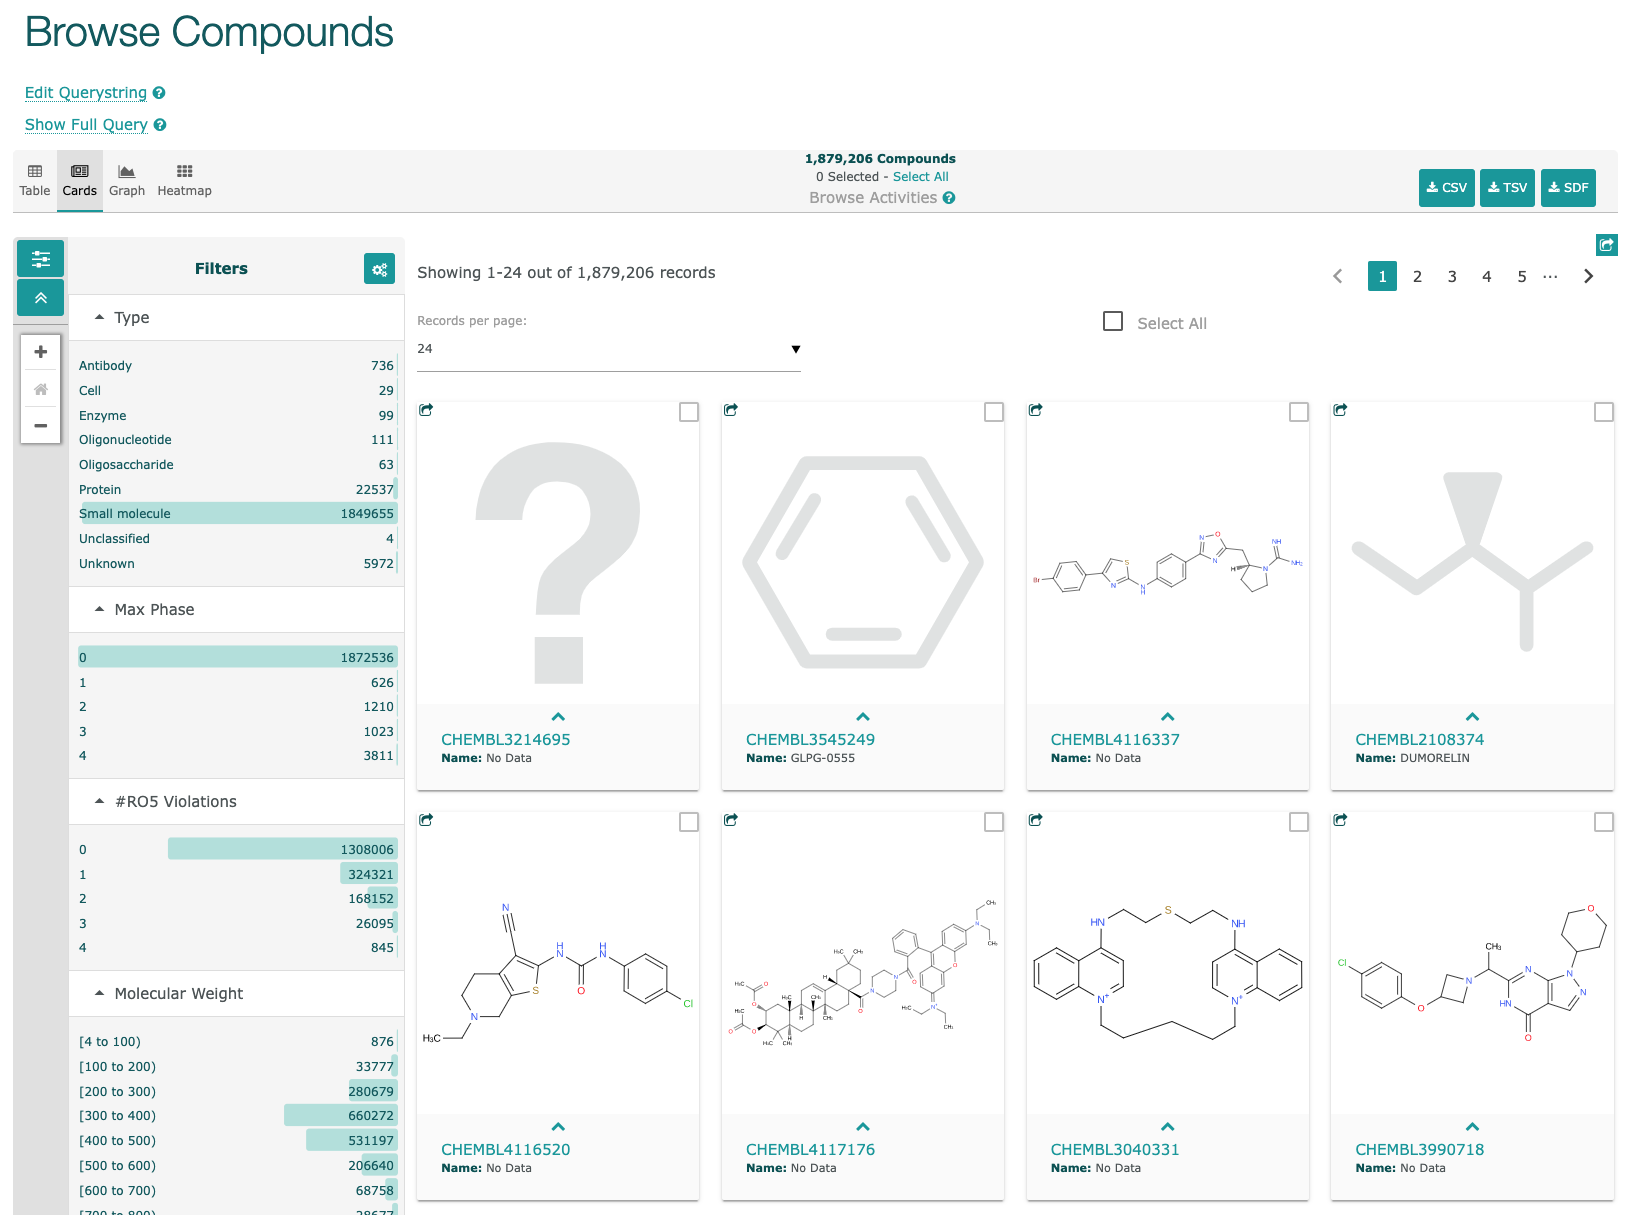 Browse Compounds
Edit Querystring
Show Full Query
Table
Cards
Graph
Heatmap
1,879,206 Compounds
0 Selected - Select All
Browse Activities
CSV
TSV
SDF
Filters
Type
Antibody 736
Cell 29
Enzyme 99
Oligonucleotide 111
Oligosaccharide 63
Protein 22537
Small molecule 1849655
Unclassified 4
Unknown 5972
Max Phase
0 1872536
1 626
2 1210
3 1023
4 3811
#RO5 Violations
0 1308006
1 324321
2 168152
3 26095
4 845
Molecular Weight
[4 to 100) 876
[100 to 200) 33777
[200 to 300) 280679
[300 to 400) 660272
[400 to 500) 531197
[500 to 600) 206640
[600 to 700) 68758
Showing 1-24 out of 1,879,206 records
1 2 3 4 5 ...
Records per page:
24
Select All
CHEMBL3214695
Name: No Data
CHEMBL3545249
Name: GLPG-0555
CHEMBL4116337
Name: No Data
CHEMBL2108374
Name: DUMORELIN
CHEMBL4116520
Name: No Data
CHEMBL4117176
Name: No Data
CHEMBL3040331
Name: No Data
CHEMBL3990718
Name: No Data